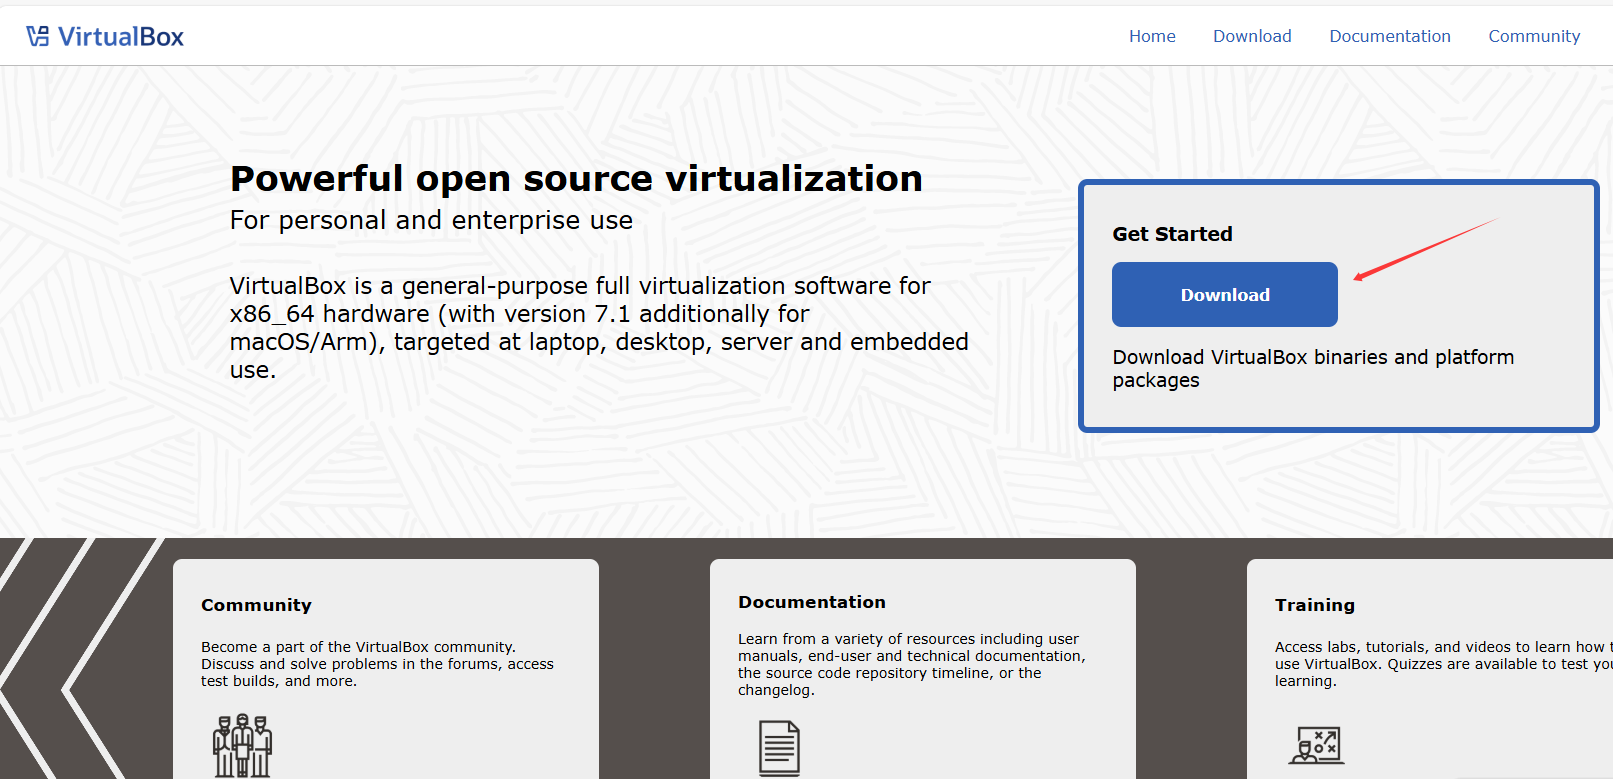 VirtualBox
Home Download Documentation Community
Powerful open source virtualization
For personal and enterprise use
VirtualBox is a general-purpose full virtualization software for
x86_64 hardware (with version 7.1 additionally for
macOS/Arm), targeted at laptop, desktop, server and embedded
use.
Get Started
Download
Download VirtualBox binaries and platform
packages
Community
Become a part of the VirtualBox community.
Discuss and solve problems in the forums, access
test builds, and more.
Documentation
Learn from a variety of resources including user
manuals, end-user and technical documentation,
the source code repository timeline, or the
changelog.
Training
Access labs, tutorials, and videos to learn how
use VirtualBox. Quizzes are available to test
learning.